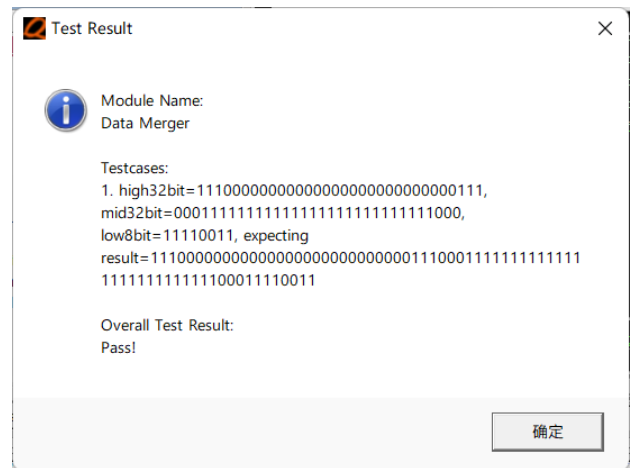 Test Result
Module Name:
Data Merger
Testcases:
1. high32bit=11100000000000000000000000000111,
mid32bit=00011111111111111111111111111000,
low8bit=11110011, expecting
result=111000000000000000000000000001110001111111111111
111111111111100011110011
Overall Test Result:
Pass!
确定